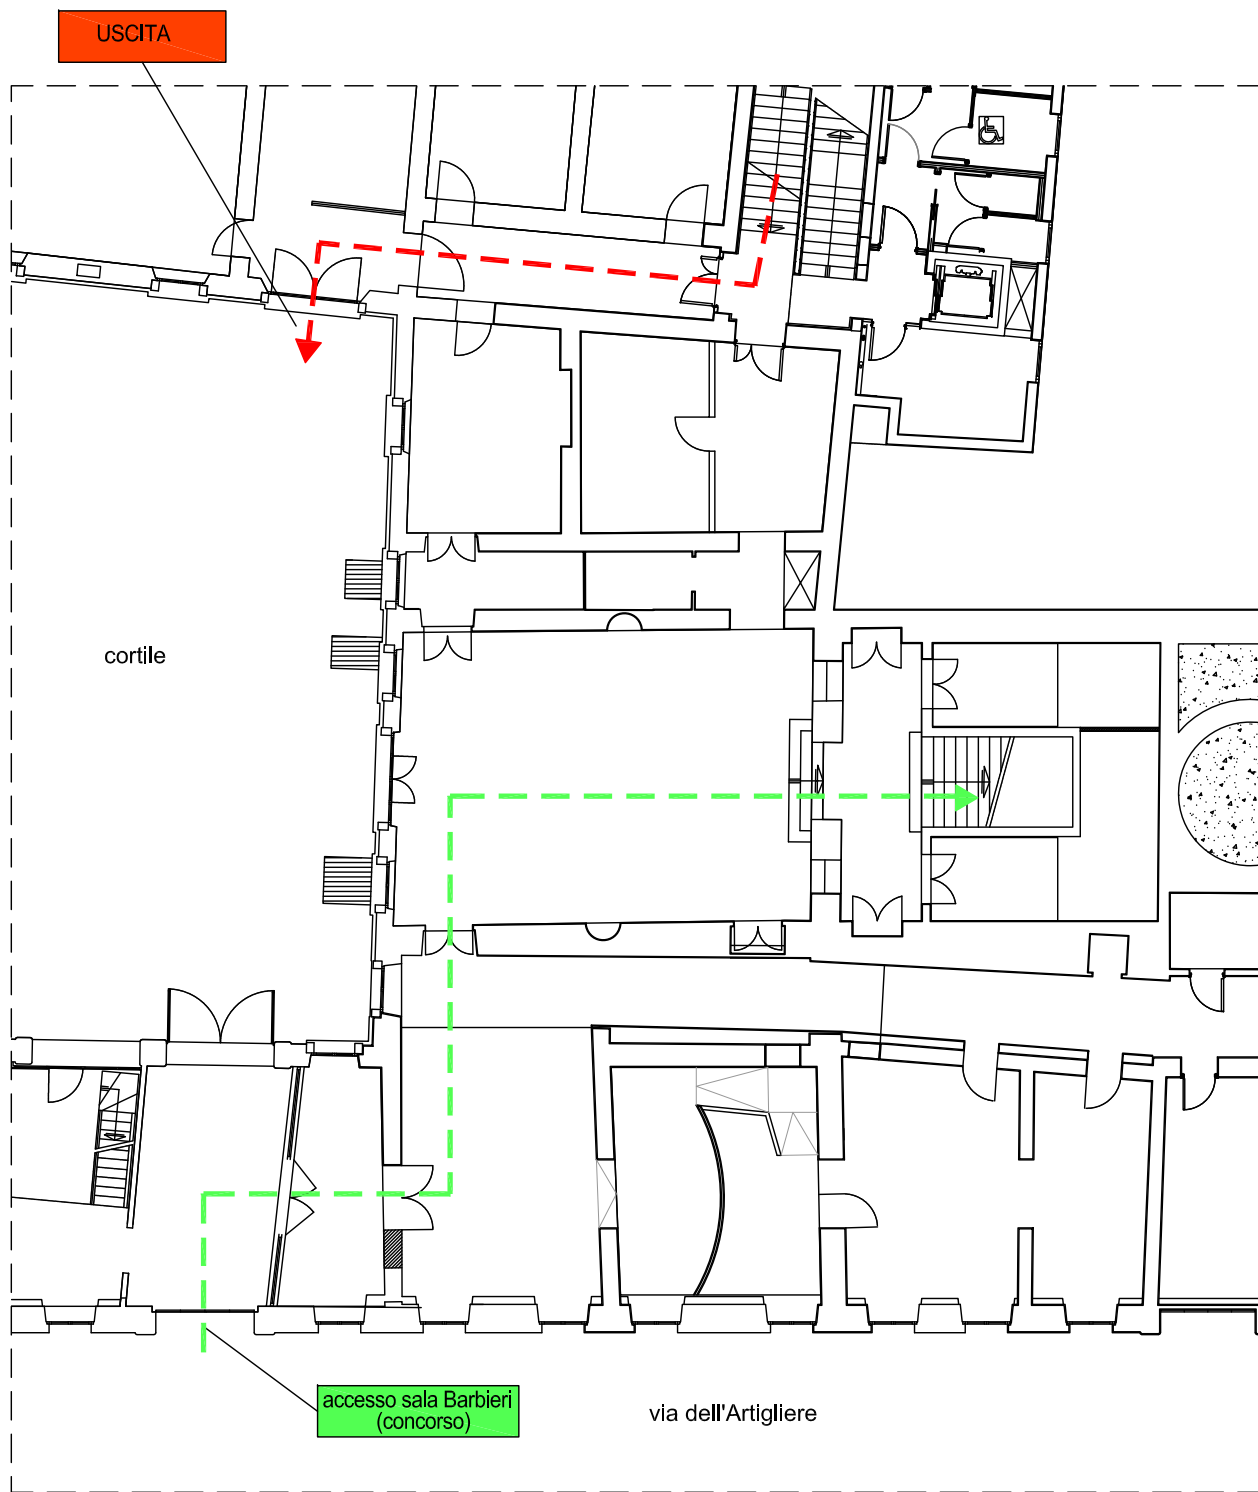 USCITA
cortile
accesso sala Barbieri
(concorso)
via dell'Artigliere